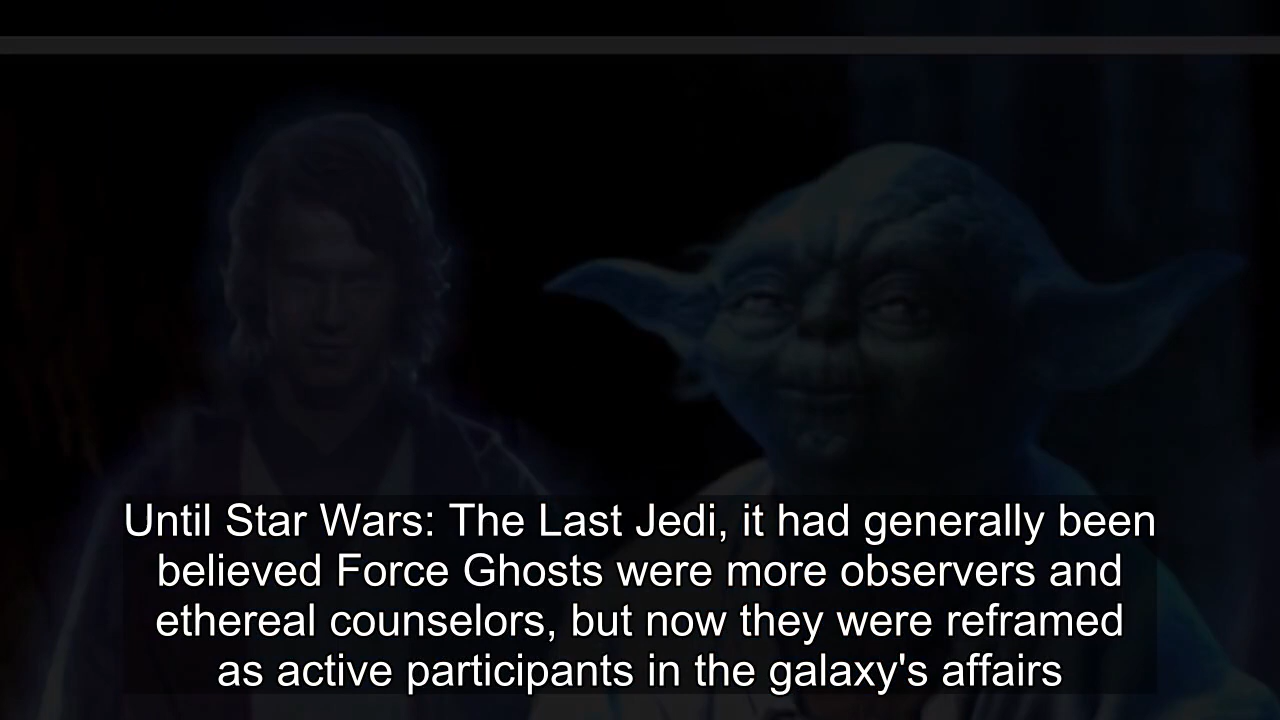 Until Star Wars: The Last Jedi, it had generally been
believed Force Ghosts were more observers and
ethereal counselors, but now they were reframed
as active participants in the galaxy's affairs